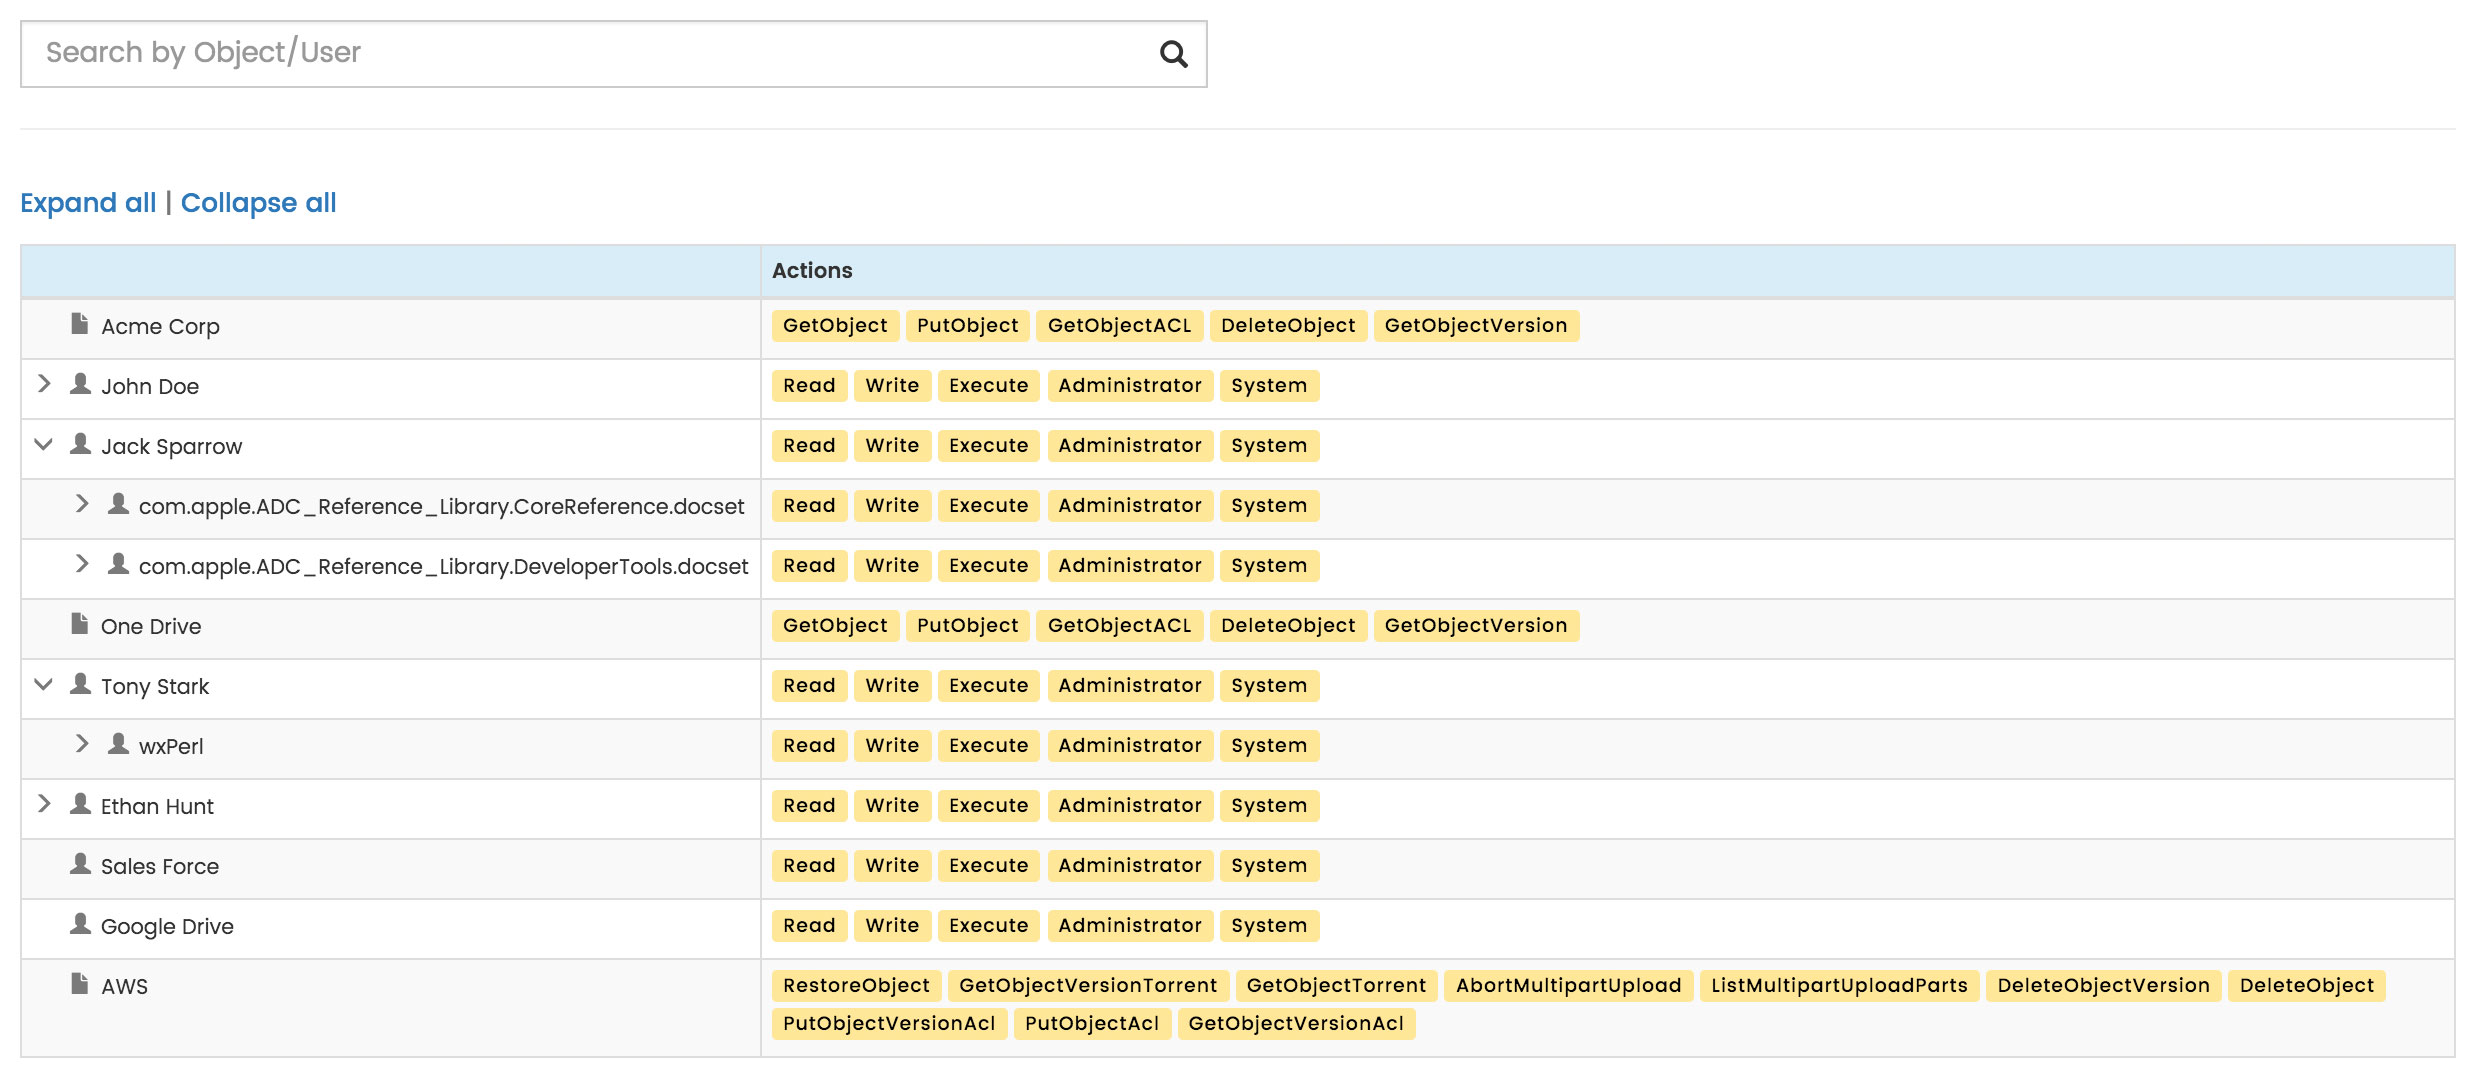 Search by Object/User
Expand all | Collapse all
Actions
Acme Corp GetObject PutObject GetObjectACL DeleteObject GetObjectVersion
John Doe Read Write Execute Administrator System
Jack Sparrow Read Write Execute Administrator System
com.apple.ADC_Reference_Library.CoreReference.docset Read Write Execute Administrator System
com.apple.ADC_Reference_Library.DeveloperTools.docset Read Write Execute Administrator System
One Drive GetObject PutObject GetObjectACL DeleteObject GetObjectVersion
Tony Stark Read Write Execute Administrator System
wxPerl Read Write Execute Administrator System
Ethan Hunt Read Write Execute Administrator System
Sales Force Read Write Execute Administrator System
Google Drive Read Write Execute Administrator System
AWS RestoreObject GetObjectVersionTorrent GetObjectTorrent AbortMultipartUpload ListMultipartUploadParts DeleteObjectVersion DeleteObject
PutObjectVersionAcl PutObjectAcl GetObjectVersionAcl